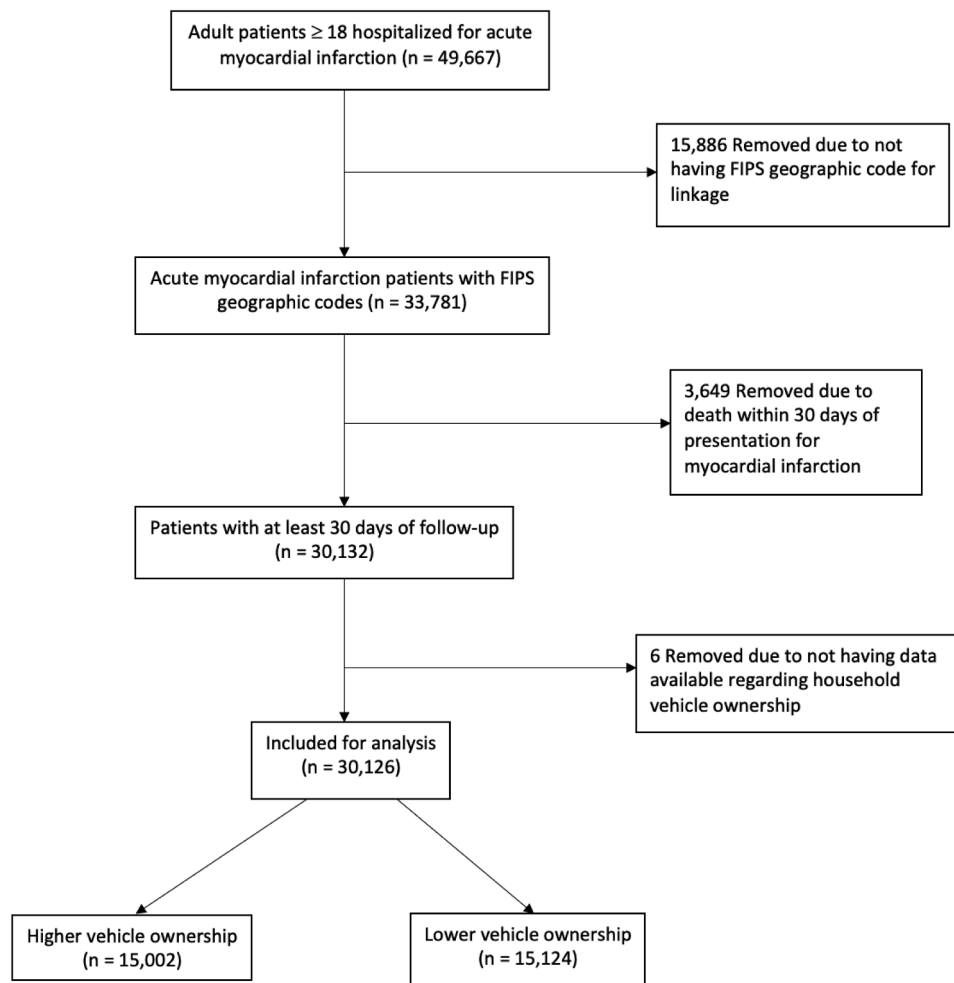 Adult patients ≥ 18 hospitalized for acute
myocardial infarction (n = 49,667)
15,886 Removed due to not
having FIPS geographic code for
linkage
Acute myocardial infarction patients with FIPS
geographic codes (n = 33,781)
3,649 Removed due to
death within 30 days of
presentation for
myocardial infarction
Patients with at least 30 days of follow-up
(n = 30,132)
6 Removed due to not having data
available regarding household
vehicle ownership
Included for analysis
(n = 30,126)
Higher vehicle ownership
(n = 15,002)
Lower vehicle ownership
(n = 15,124)